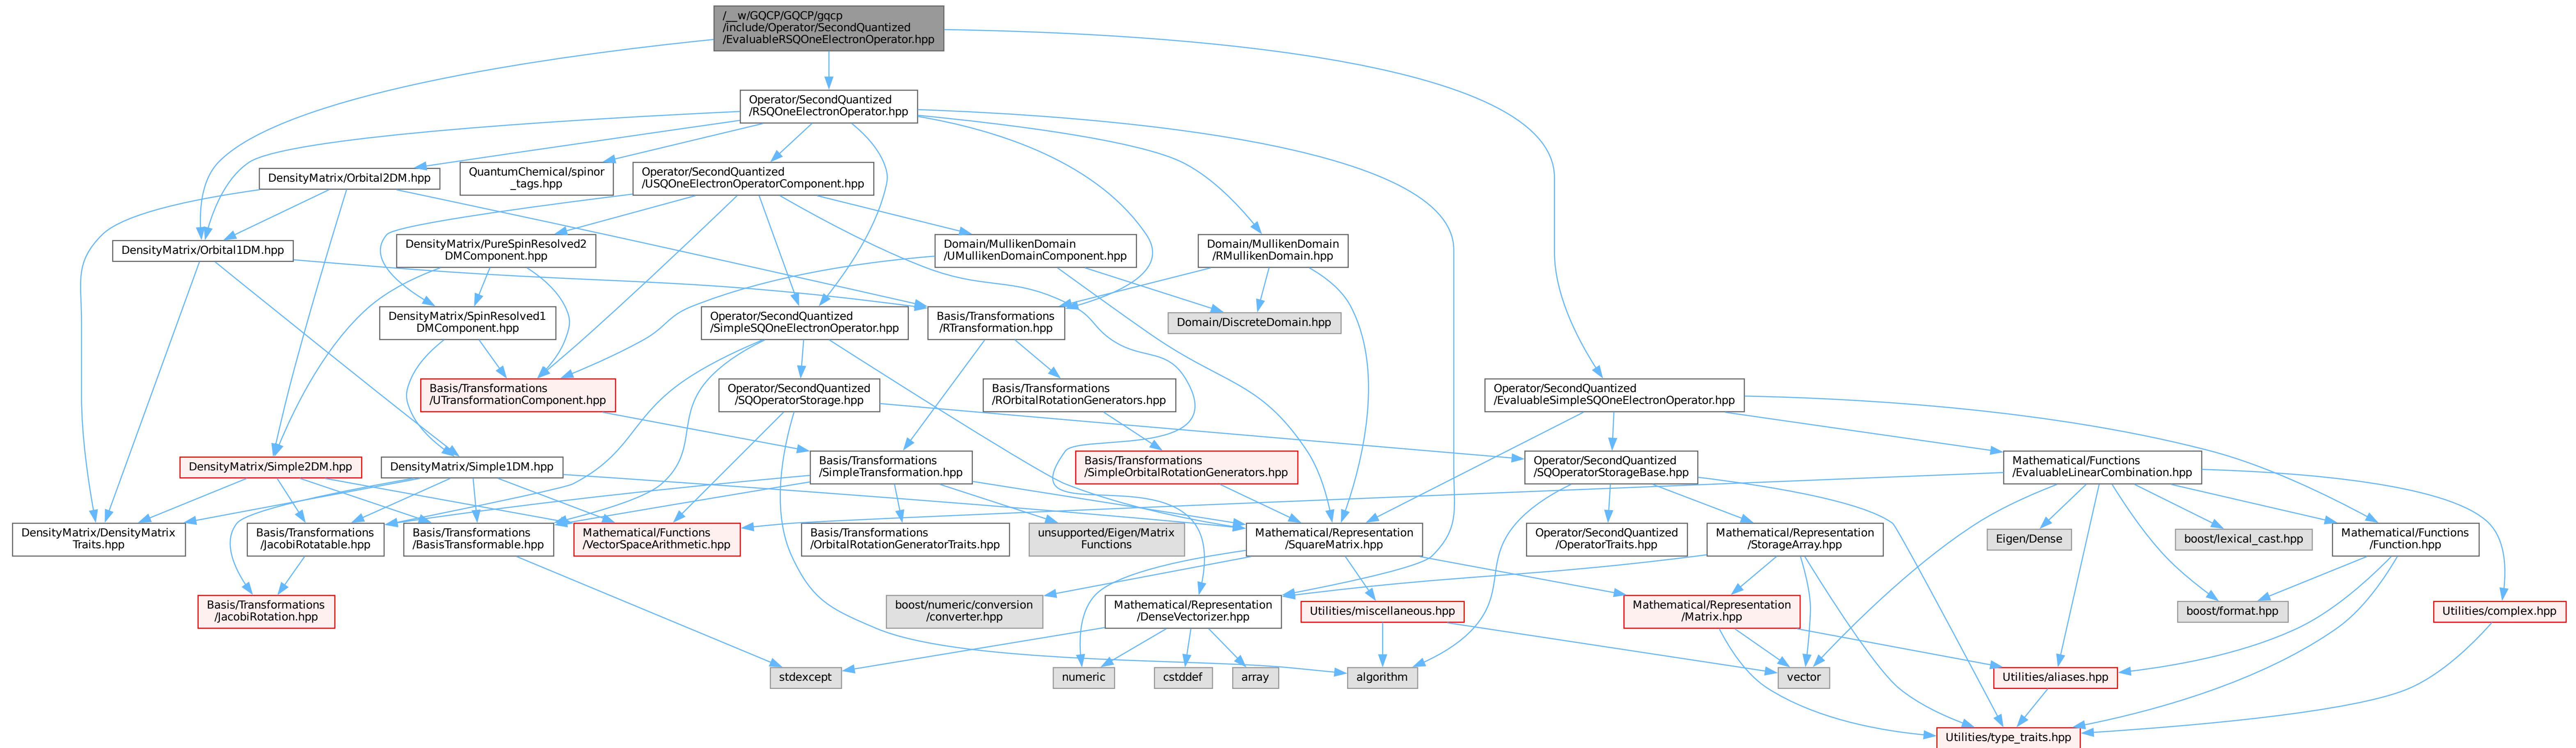 /__w/GQCP/GQCP/gqcp
/include/Operator/SecondQuantized
/EvaluableRSQOneElectronOperator.hpp
Operator/SecondQuantized
/RSQOneElectronOperator.hpp
DensityMatrix/Orbital2DM.hpp
QuantumChemical/spinor
_tags.hpp
Operator/SecondQuantized
/USQOneElectronOperatorComponent.hpp
DensityMatrix/Orbital1DM.hpp
DensityMatrix/PureSpinResolved2
DMComponent.hpp
Domain/MullikenDomain
/UMullikenDomainComponent.hpp
Domain/MullikenDomain
/RMullikenDomain.hpp
DensityMatrix/SpinResolved1
DMComponent.hpp
Operator/SecondQuantized
/SimpleSQOneElectronOperator.hpp
Basis/Transformations
/RTransformation.hpp
Domain/DiscreteDomain.hpp
Basis/Transformations
/UTransformationComponent.hpp
Operator/SecondQuantized
/SQOperatorStorage.hpp
Basis/Transformations
/ROrbitalRotationGenerators.hpp
Operator/SecondQuantized
/EvaluableSimpleSQOneElectronOperator.hpp
DensityMatrix/Simple2DM.hpp
DensityMatrix/Simple1DM.hpp
Basis/Transformations
/SimpleTransformation.hpp
Basis/Transformations
/SimpleOrbitalRotationGenerators.hpp
Operator/SecondQuantized
/SQOperatorStorageBase.hpp
Mathematical/Functions
/EvaluableLinearCombination.hpp
DensityMatrix/DensityMatrix
Traits.hpp
Basis/Transformations
/JacobiRotatable.hpp
Basis/Transformations
/BasisTransformable.hpp
Mathematical/Functions
/VectorSpaceArithmetic.hpp
Basis/Transformations
/OrbitalRotationGeneratorTraits.hpp
unsupported/Eigen/Matrix
Functions
Mathematical/Representation
/SquareMatrix.hpp
Operator/SecondQuantized
/OperatorTraits.hpp
Mathematical/Representation
/StorageArray.hpp
Eigen/Dense
boost/lexical_cast.hpp
Mathematical/Functions
/Function.hpp
Basis/Transformations
/JacobiRotation.hpp
boost/numeric/conversion
/converter.hpp
Mathematical/Representation
/DenseVectorizer.hpp
Utilities/miscellaneous.hpp
Mathematical/Representation
/Matrix.hpp
boost/format.hpp
Utilities/complex.hpp
stdexcept
numeric
cstddef
array
algorithm
vector
Utilities/aliases.hpp
Utilities/type_traits.hpp